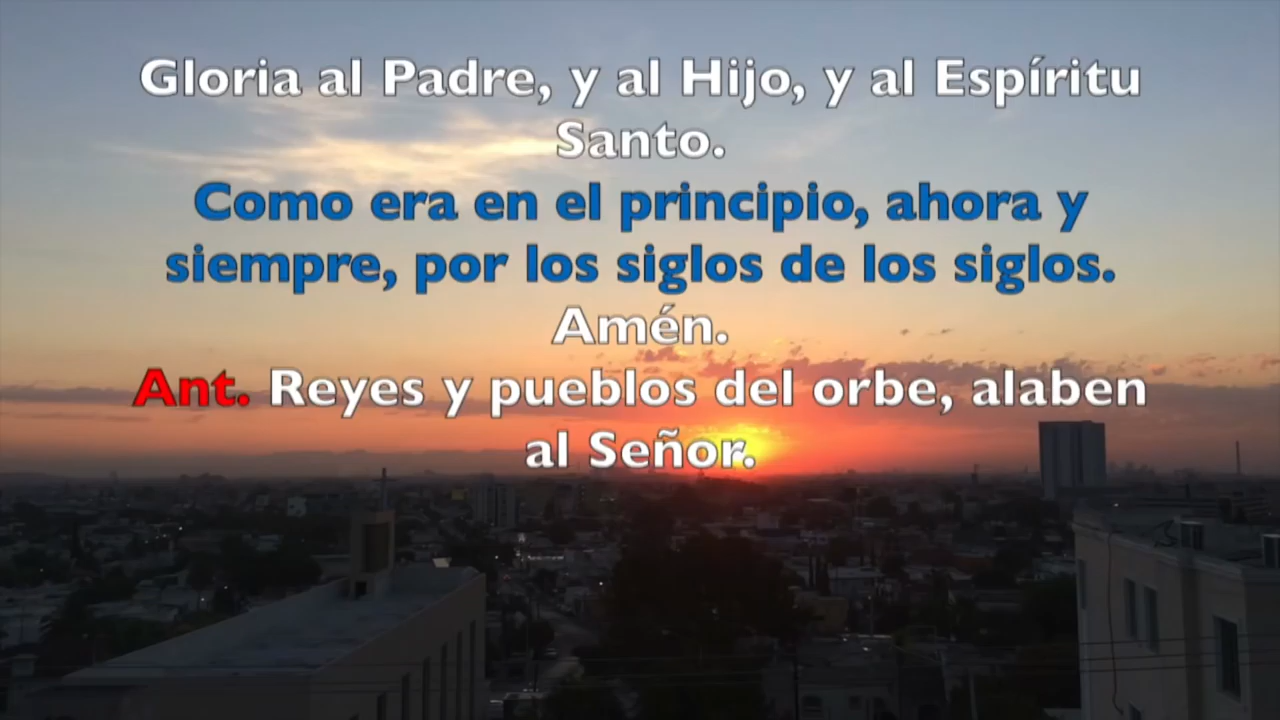 Gloria al Padre, y al Hijo, y al Espíritu
Santo.
Como era en el principio, ahora y
siempre, por los siglos de los siglos.
Amén.
Ant. Reyes y pueblos del orbe, alaben
al Señor.